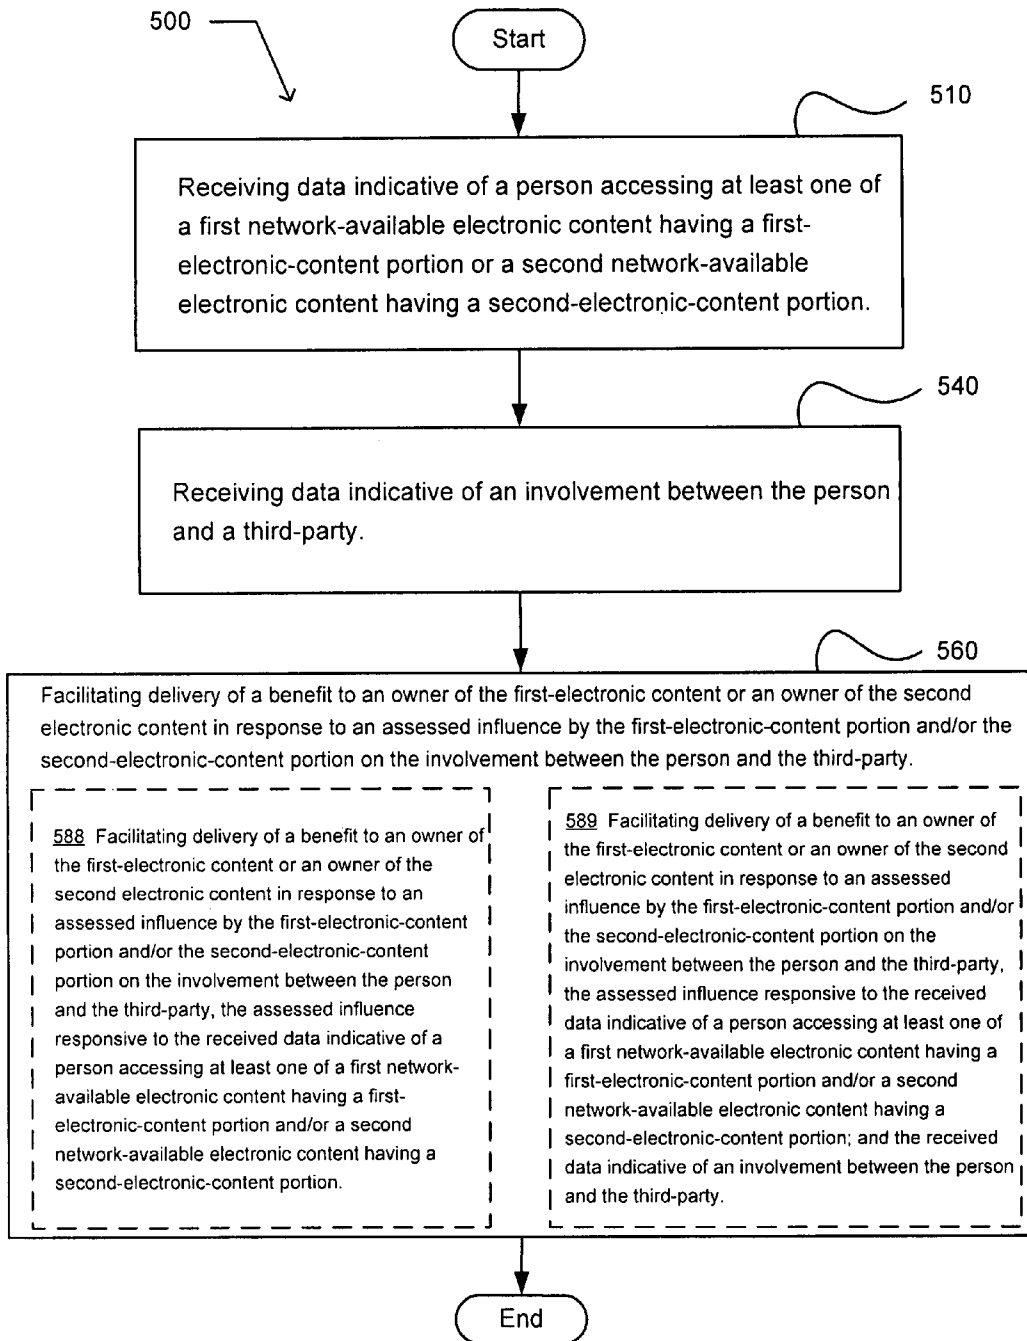 500
Start
510
Receiving data indicative of a person accessing at least one of
a first network-available electronic content having a first-
electronic-content portion or a second network-available
electronic content having a second-electronic-content portion.
540
Receiving data indicative of an involvement between the person
and a third-party.
560
Facilitating delivery of a benefit to an owner of the first-electronic content or an owner of the second
electronic content in response to an assessed influence by the first-electronic-content portion and/or the
second-electronic-content portion on the involvement between the person and the third-party.
588 Facilitating delivery of a benefit to an owner of
the first-electronic content or an owner of the
second electronic content in response to an
assessed influence by the first-electronic-content
portion and/or the second-electronic-content
portion on the involvement between the person
and the third-party, the assessed influence
responsive to the received data indicative of a
person accessing at least one of a first network-
available electronic content having a first-
electronic-content portion and/or a second
network-available electronic content having a
second-electronic-content portion.
589 Facilitating delivery of a benefit to an owner of
the first-electronic content or an owner of the second
electronic content in response to an assessed
influence by the first-electronic-content portion and/or
the second-electronic-content portion on the
involvement between the person and the third-party,
the assessed influence responsive to the received
data indicative of a person accessing at least one of
a first network-available electronic content having a
first-electronic-content portion and/or a second
network-available electronic content having a
second-electronic-content portion; and the received
data indicative of an involvement between the person
and the third-party.
End